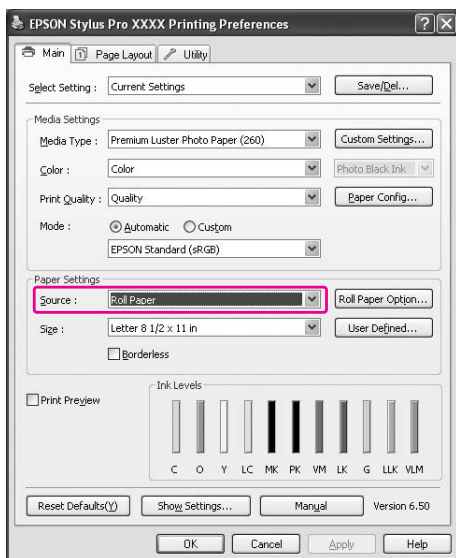 EPSON Stylus Pro XXXX Printing Preferences
Main Page Layout Utility
Select Setting : Current Settings Save/Del...
Media Settings
Media Type : Premium Luster Photo Paper (260) Custom Settings...
Color : Color Photo Black Ink
Print Quality : Quality Paper Config...
Mode : Automatic Custom
EPSON Standard (sRGB)
Paper Settings
Source : Roll Paper Roll Paper Option...
Size : Letter 8 1/2 x 11 in User Defined...
Borderless
Print Preview
Ink Levels
C O Y LC MK PK VM LK G LLK VLM
Reset Defaults(Y) Show Settings... Manual Version 6.50
OK Cancel Apply Help